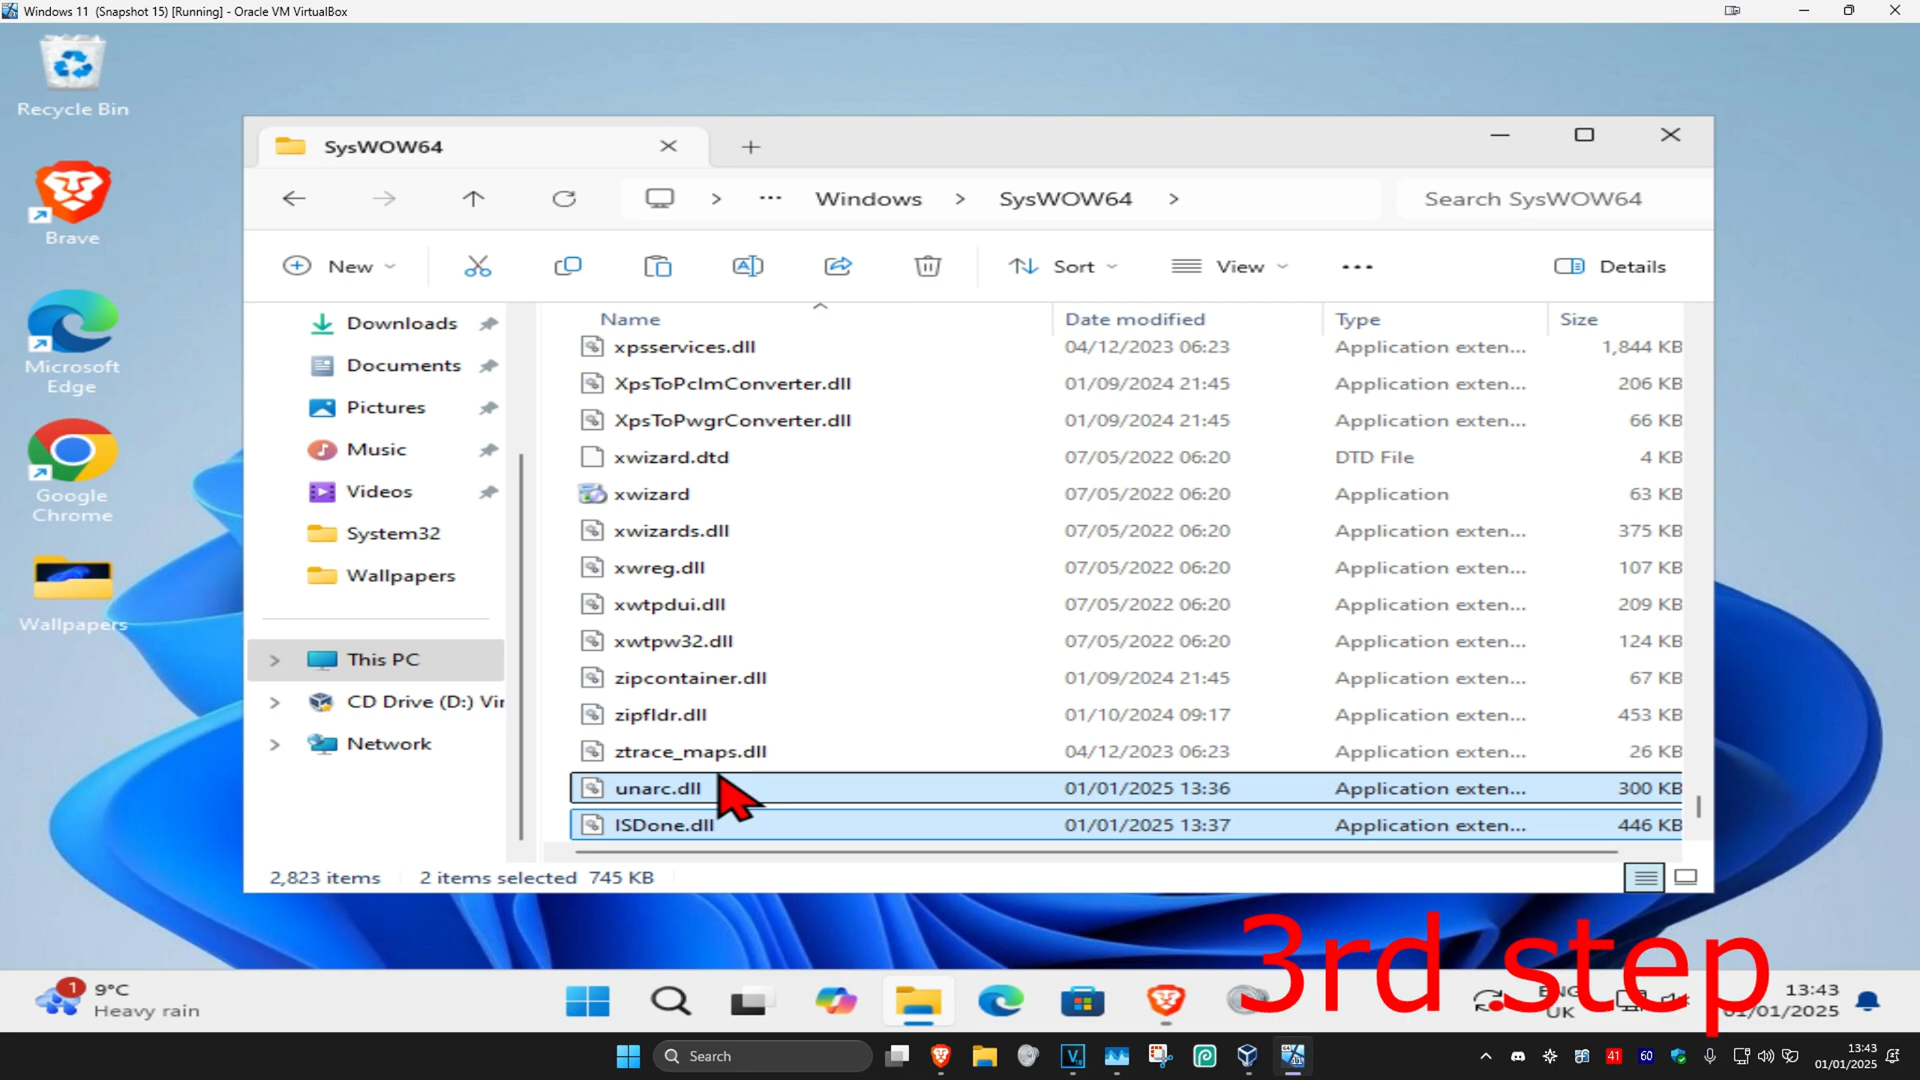 Windows 11 (Snapshot 15) [Running] - Oracle VM VirtualBox
Recycle Bin
Brave
Microsoft
Edge
Google
Chrome
Wallpapers
SysWOW64
Windows > SysWOW64 >
Search SysWOW64
New
Sort
View
Details
Downloads
Documents
Pictures
Music
Videos
System32
Wallpapers
This PC
CD Drive (D:) Vir
Network
Name Date modified Type Size
xpsservices.dll 04/12/2023 06:23 Application exten... 1,844 KB
XpsToPclmConverter.dll 01/09/2024 21:45 Application exten... 206 KB
XpsToPwgrConverter.dll 01/09/2024 21:45 Application exten... 66 KB
xwizard.dtd 07/05/2022 06:20 DTD File 4 KB
xwizard 07/05/2022 06:20 Application 63 KB
xwizards.dll 07/05/2022 06:20 Application exten... 375 KB
xwreg.dll 07/05/2022 06:20 Application exten... 107 KB
xwtpdui.dll 07/05/2022 06:20 Application exten... 209 KB
xwtpw32.dll 07/05/2022 06:20 Application exten... 124 KB
zipcontainer.dll 01/09/2024 21:45 Application exten... 67 KB
zipfldr.dll 01/10/2024 09:17 Application exten... 453 KB
ztrace_maps.dll 04/12/2023 06:23 Application exten... 26 KB
unarc.dll 01/01/2025 13:36 Application exten... 300 KB
ISDone.dll 01/01/2025 13:37 Application exten... 446 KB
2,823 items 2 items selected 745 KB
3rd step
1
9°C
Heavy rain
ENG
UK
13:43
01/01/2025
Search
41
60
13:43
01/01/2025